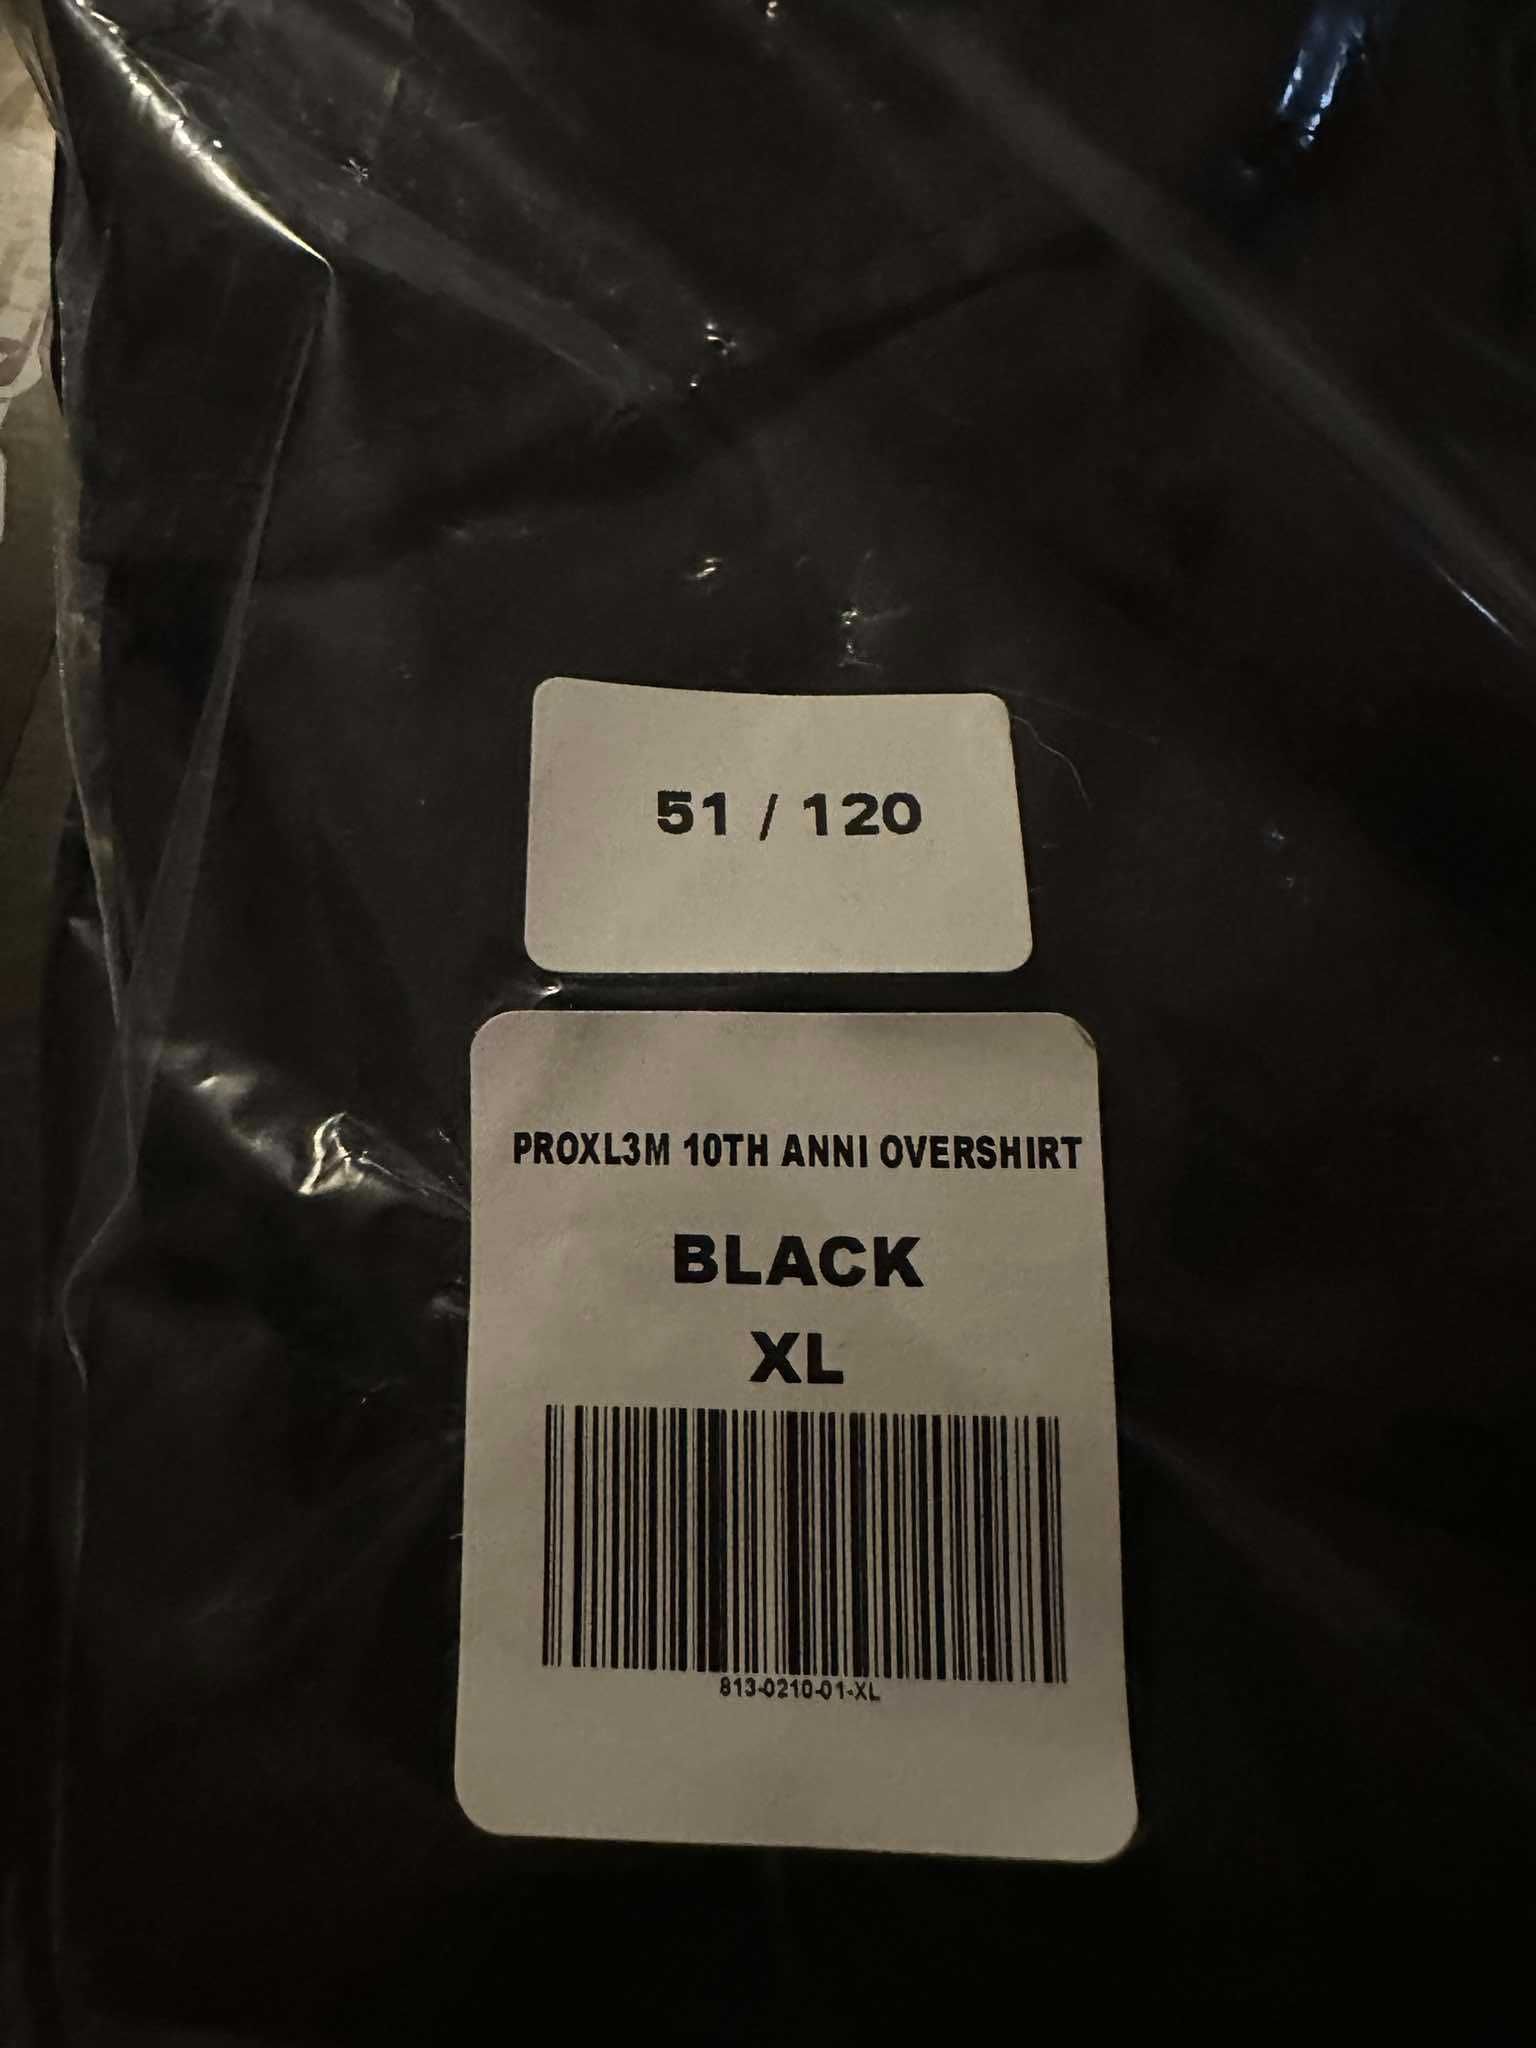 51 / 120
PROXL3M 10TH ANNI OVERSHIRT
BLACK
XL
813-0210-01-XL